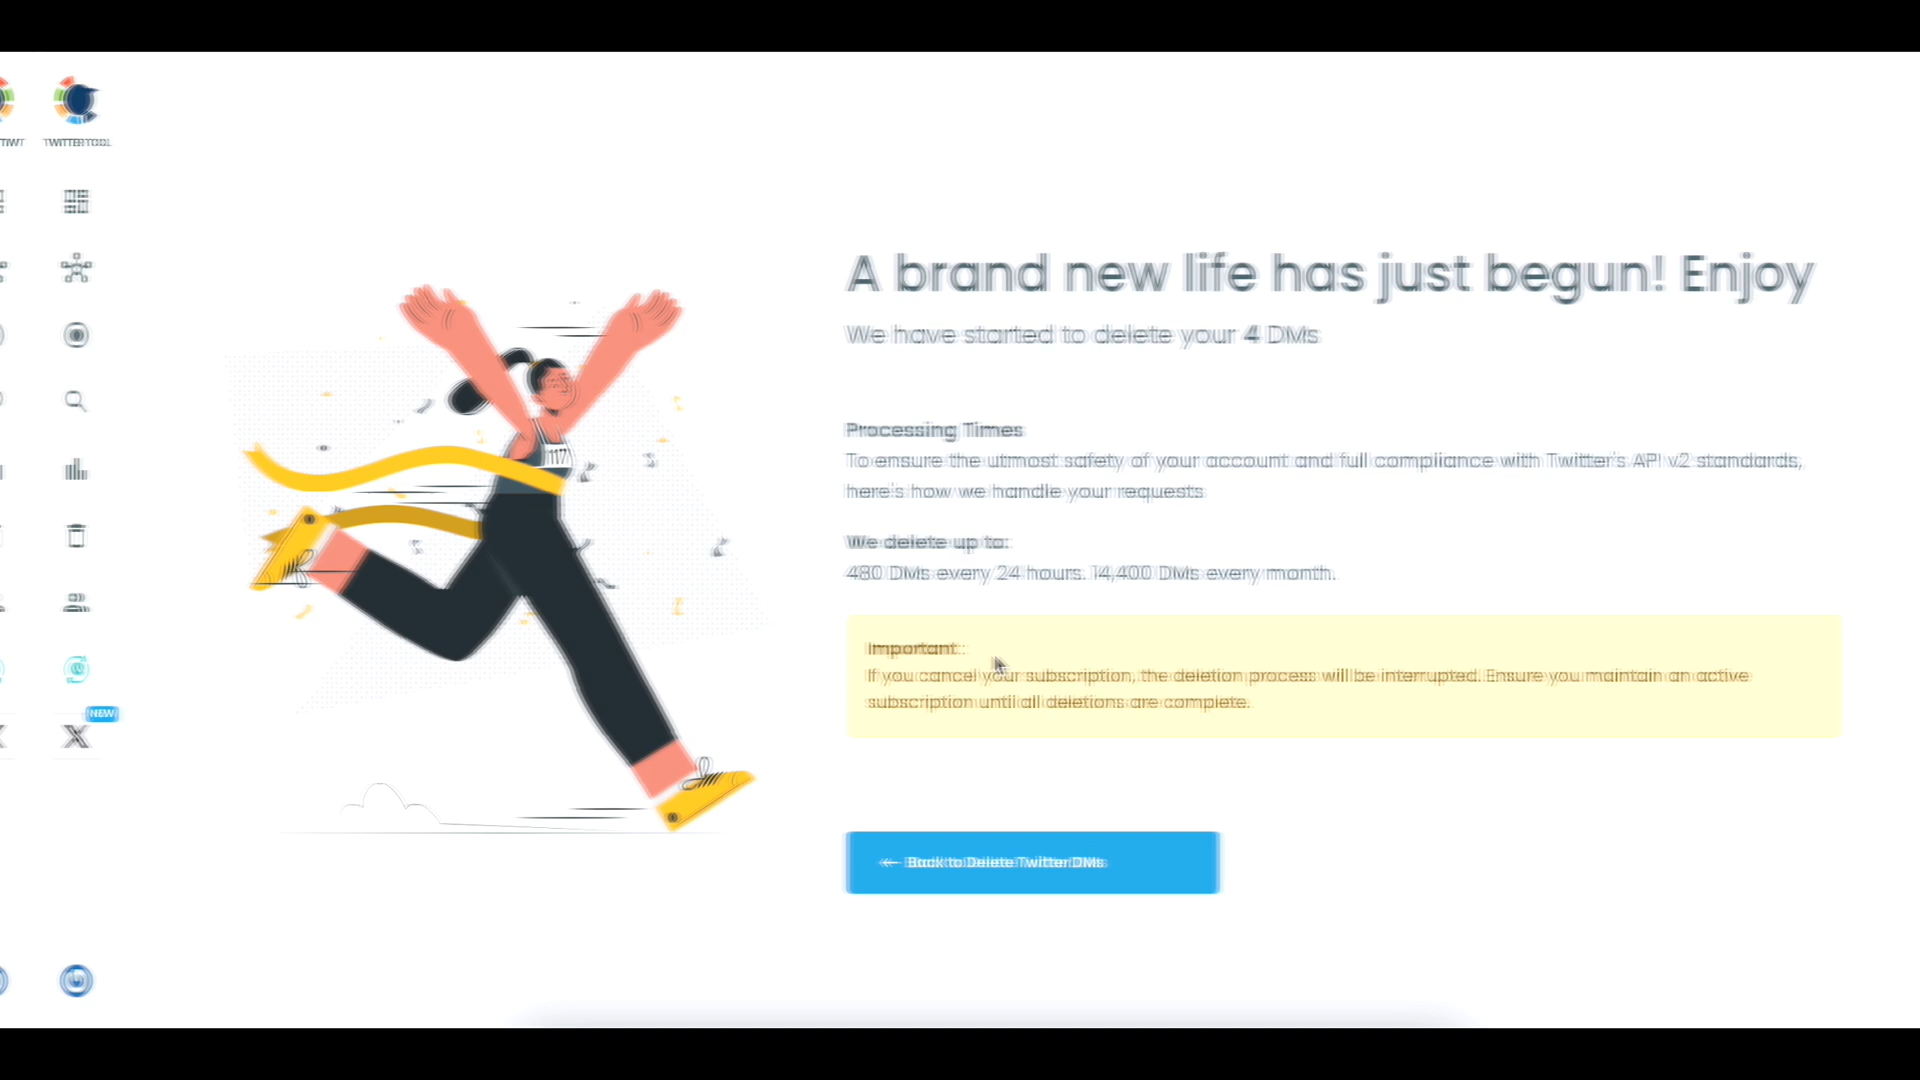 TWITTER TOOL
A brand new life has just begun! Enjoy
We have started to delete your 4 DMs
Processing Times
To ensure the utmost safety of your account and full compliance with Twitter's API v2 standards,
here's how we handle your requests
We delete up to:
480 DMs every 24 hours. 14,400 DMs every month.
Important:
If you cancel your subscription, the deletion process will be interrupted. Ensure you maintain an active
subscription until all deletions are complete.
NEW
← Back to Delete Twitter DMs
1117